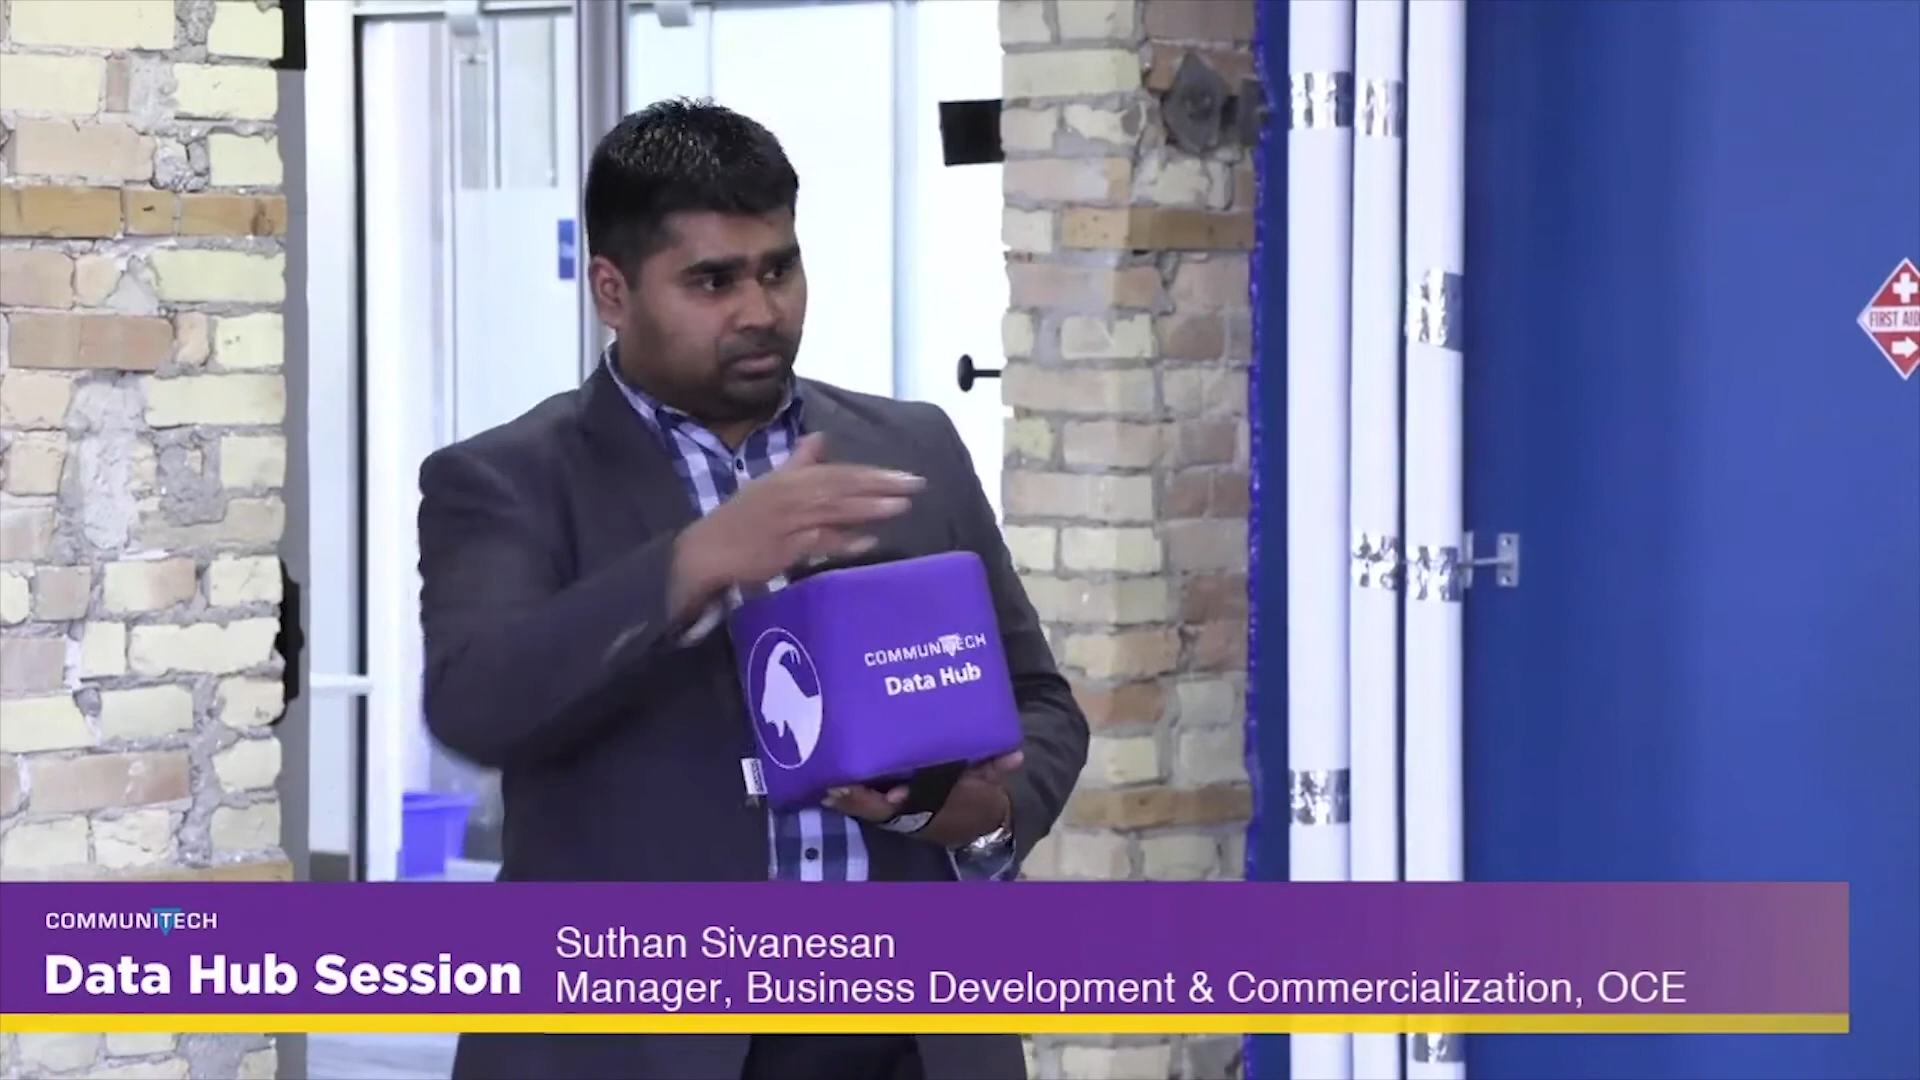 FIRST AID
COMMUNITECH
Data Hub
COMMUNITECH
Data Hub Session
Suthan Sivanesan
Manager, Business Development & Commercialization, OCE